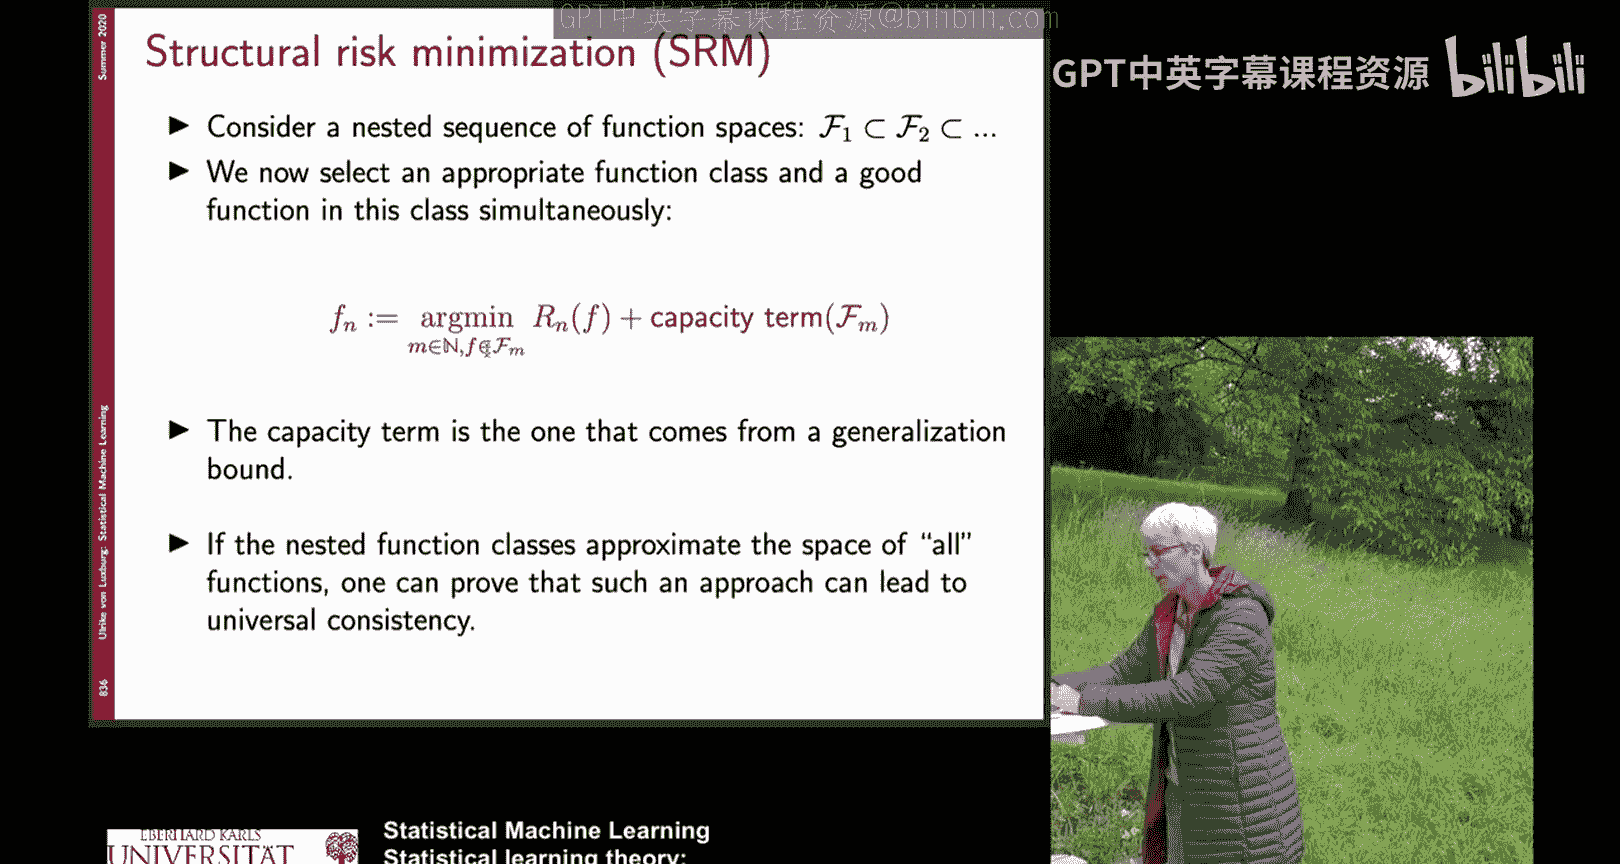 GPT中英字幕课程资源@bilibili.com
GPT中英字幕课程资源 bilibili
Summer 2020
Structural risk minimization (SRM)
► Consider a nested sequence of function spaces: ℱ₁ ⊂ ℱ₂ ⊂ ...
► We now select an appropriate function class and a good
function in this class simultaneously:
fₙ := argmin Rₙ(f) + capacity term(ℱₘ)
m∈ℕ, f∈ℱₘ
► The capacity term is the one that comes from a generalization
bound.
► If the nested function classes approximate the space of “all”
functions, one can prove that such an approach can lead to
universal consistency.
Ulrike von Luxburg: Statistical Machine Learning
836
EBERHARD KARLS
UNIVERSITÄT
Statistical Machine Learning
Statistical learning theory: